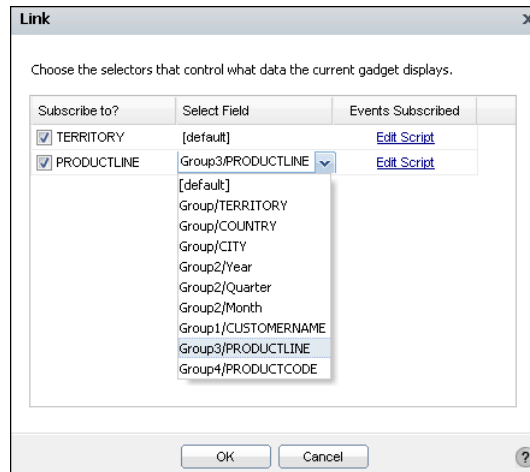 Link
x
Choose the selectors that control what data the current gadget displays.
Subscribe to? Select Field Events Subscribed
TERRITORY [default] Edit Script
PRODUCTLINE Group3/PRODUCTLINE Edit Script
[default]
Group/TERRITORY
Group/COUNTRY
Group/CITY
Group2/Year
Group2/Quarter
Group2/Month
Group1/CUSTOMERNAME
Group3/PRODUCTLINE
Group4/PRODUCTCODE
OK Cancel ?